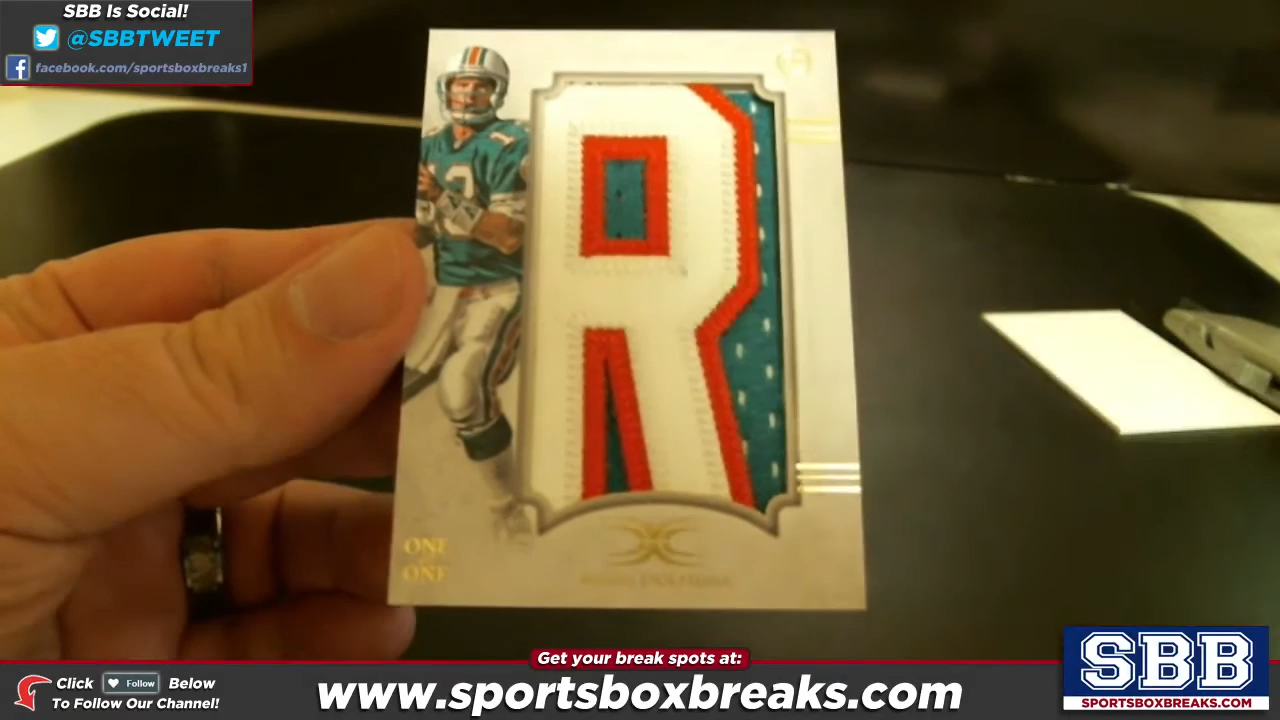 SBB Is Social!
@SBBTWEET
facebook.com/sportsboxbreaks1
13
R
ONE
ONE
Get your break spots at:
Click Follow Below
To Follow Our Channel!
www.sportsboxbreaks.com
SBB
SPORTSBOXBREAKS.COM